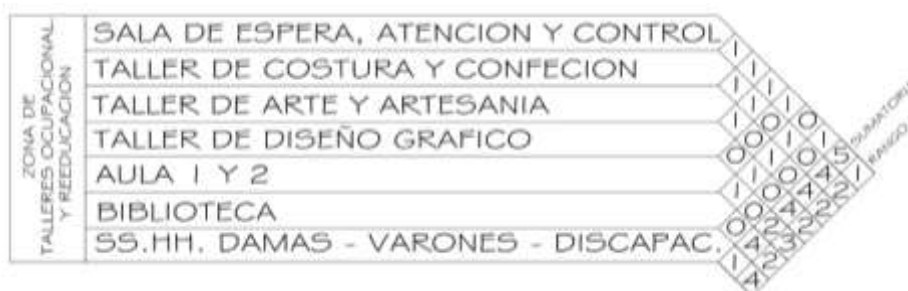 ZONA DE
TALLERES OCUPACIONAL
Y REEDUCACION
SALA DE ESPERA, ATENCION Y CONTROL
TALLER DE COSTURA Y CONFECION
TALLER DE ARTE Y ARTESANIA
TALLER DE DISEÑO GRAFICO
AULA 1 Y 2
BIBLIOTECA
SS.HH. DAMAS - VARONES - DISCAPAC.
SUMATORIA
RANGO